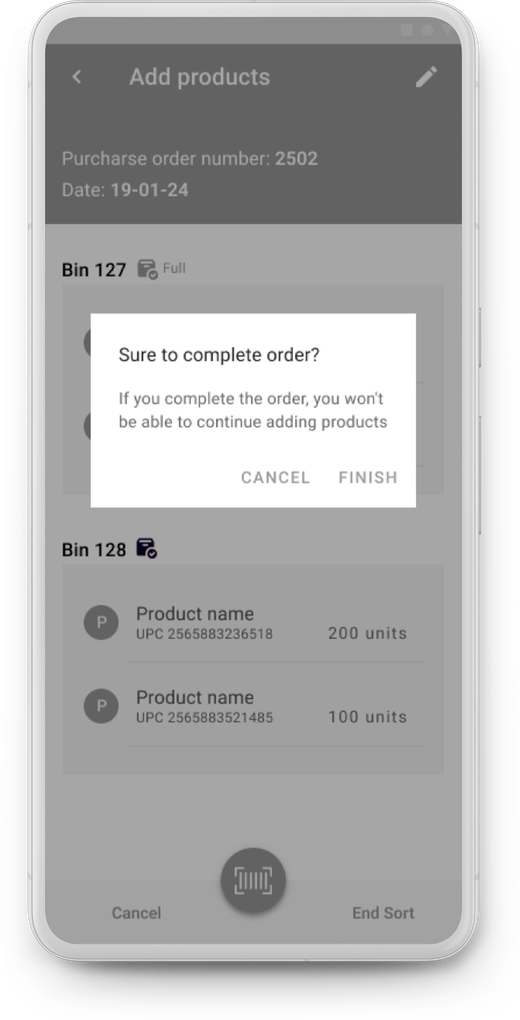 Add products
Purcharse order number: 2502
Date: 19-01-24
Bin 127 Full
Sure to complete order?
If you complete the order, you won't
be able to continue adding products
CANCEL FINISH
Bin 128
P Product name
UPC 2565883236518 200 units
P Product name
UPC 2565883521485 100 units
Cancel End Sort